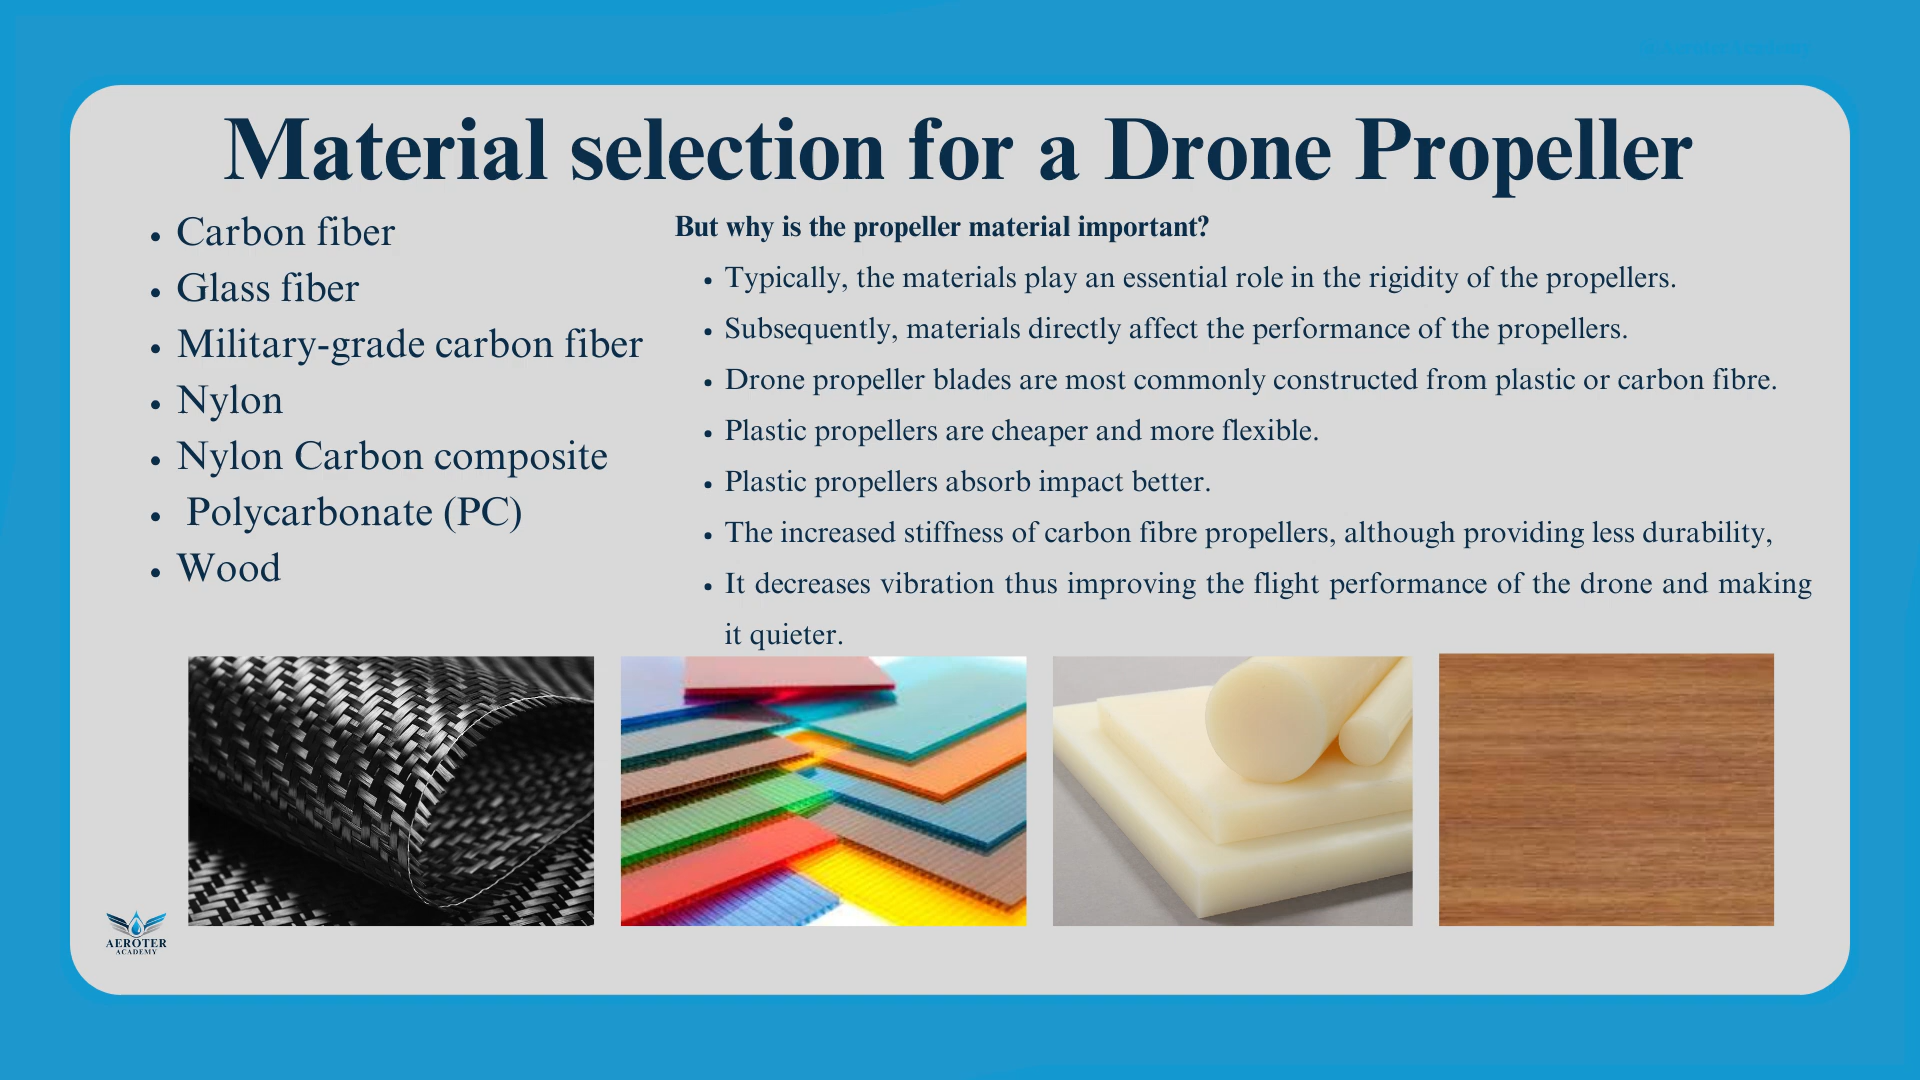 Material selection for a Drone Propeller
• Carbon fiber
• Glass fiber
• Military-grade carbon fiber
• Nylon
• Nylon Carbon composite
• Polycarbonate (PC)
• Wood
But why is the propeller material important?
• Typically, the materials play an essential role in the rigidity of the propellers.
• Subsequently, materials directly affect the performance of the propellers.
• Drone propeller blades are most commonly constructed from plastic or carbon fibre.
• Plastic propellers are cheaper and more flexible.
• Plastic propellers absorb impact better.
• The increased stiffness of carbon fibre propellers, although providing less durability,
• It decreases vibration thus improving the flight performance of the drone and making
it quieter.
AEROTER
ACADEMY